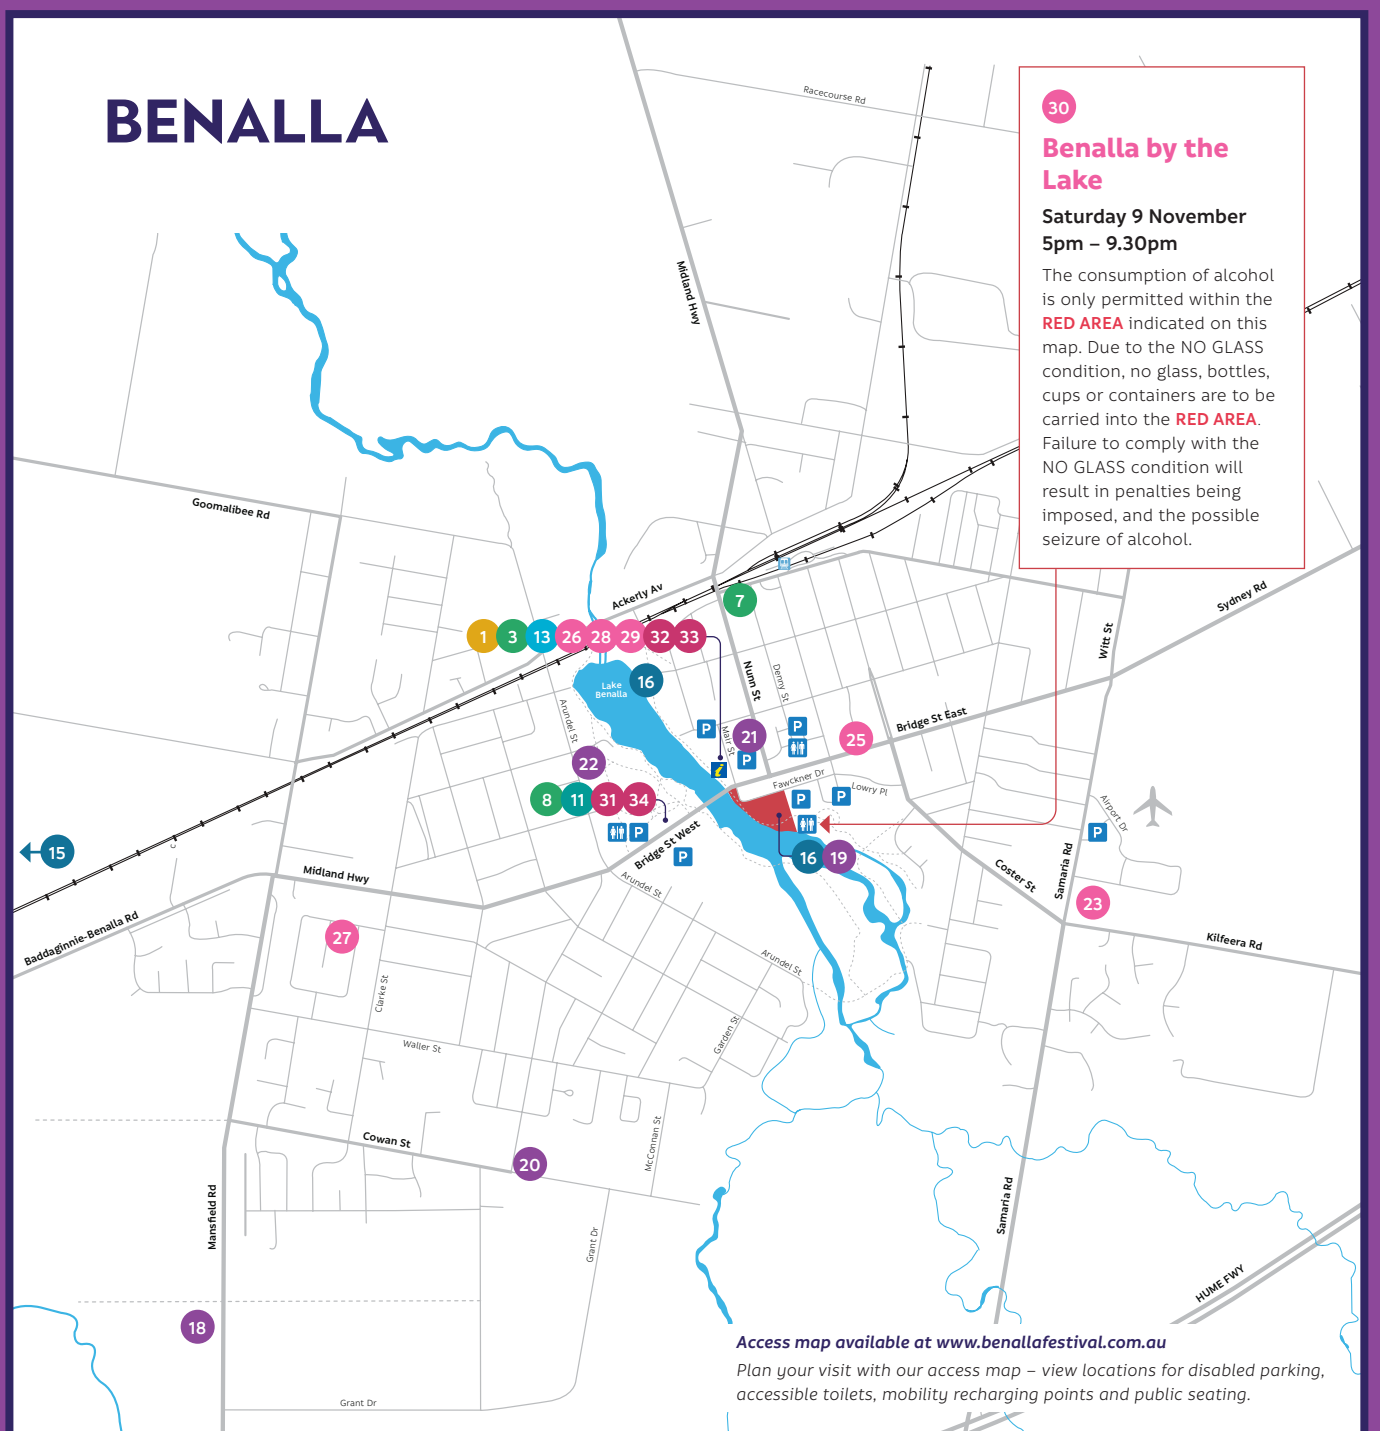 BENALLA
30
Benalla by the
Lake
Saturday 9 November
5pm – 9.30pm
The consumption of alcohol
is only permitted within the
RED AREA indicated on this
map. Due to the NO GLASS
condition, no glass, bottles,
cups or containers are to be
carried into the RED AREA.
Failure to comply with the
NO GLASS condition will
result in penalties being
imposed, and the possible
seizure of alcohol.
Racecourse Rd
Midland Hwy
Goomalibee Rd
Ackerly Av
7
Sydney Rd
Witt St
1 3 13 26 28 29 32 33
Lake
Benalla
16
Nunn St
Denny St
Arundel St
Mair St
P
21
P
P
25
Bridge St East
22
i
Fawckner Dr
Lowry Pl
P
P
8 11 31 34
P
Bridge St West
P
16 19
Airport Dr
P
15
Midland Hwy
Arundel St
Coster St
Samaria Rd
23
Baddaginnie-Benalla Rd
27
Kilfeera Rd
Arundel St
Clarke St
Garden St
Waller St
Cowan St
McConnan St
20
Mansfield Rd
Samaria Rd
Grant Dr
HUME FWY
18
Grant Dr
Access map available at www.benallafestival.com.au
Plan your visit with our access map – view locations for disabled parking,
accessible toilets, mobility recharging points and public seating.